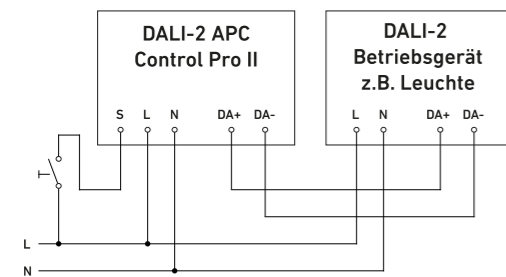 DALI-2 APC
Control Pro II
S L N DA+ DA-
DALI-2
Betriebsgerät
z.B. Leuchte
L N DA+ DA-
L
N